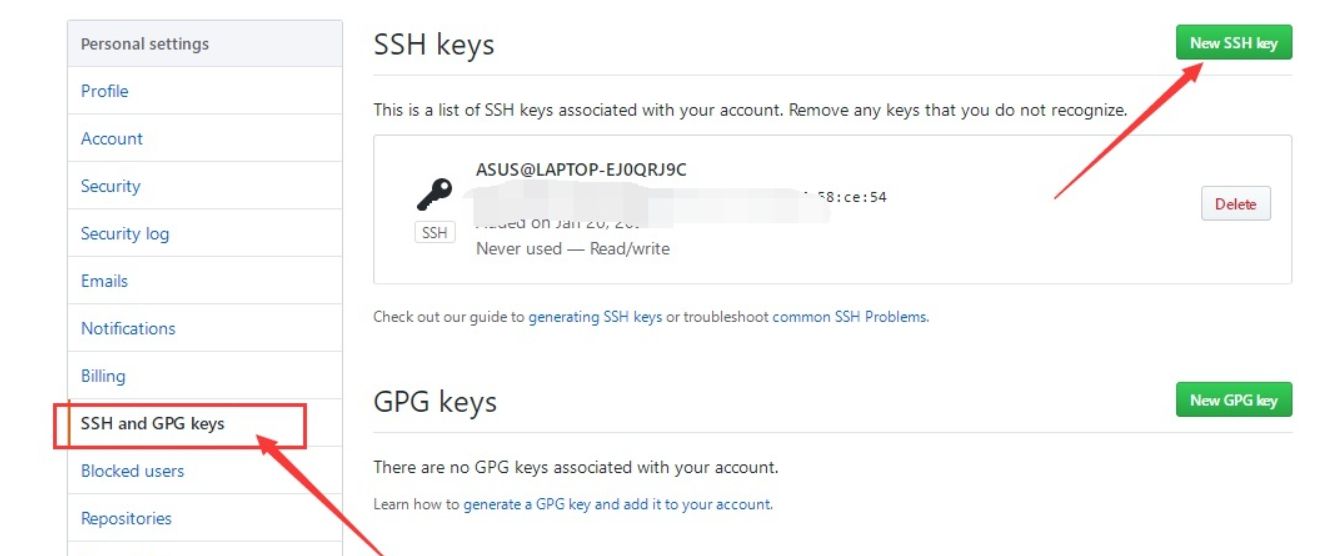 Personal settings
Profile
Account
Security
Security log
Emails
Notifications
Billing
SSH and GPG keys
Blocked users
Repositories
SSH keys
New SSH key
This is a list of SSH keys associated with your account. Remove any keys that you do not recognize.
ASUS@LAPTOP-EJ0QRJ9C
58:ce:54
SSH
Added on Jan 20,
Never used — Read/write
Delete
Check out our guide to generating SSH keys or troubleshoot common SSH Problems.
GPG keys
New GPG key
There are no GPG keys associated with your account.
Learn how to generate a GPG key and add it to your account.